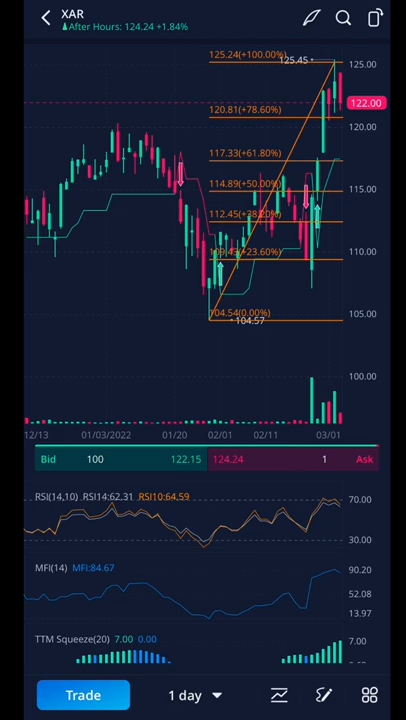 XAR
After Hours: 124.24 +1.84%
125.24(+100.00%)
125.45
125.00
122.00
120.81(+78.60%)
120.00
117.33(+61.80%)
114.89(+50.00%)
115.00
112.45(+38.20%)
109.43(+23.60%)
110.00
104.54(0.00%)
104.57
105.00
100.00
12/13 01/03/2022 01/20 02/01 02/11 03/01
Bid 100 122.15 124.24 1 Ask
RSI(14,10) RSI14:62,31 RSI10:64,59
70.00
30.00
MFI(14) MFI:84.67
90.20
52.08
13.97
TTM Squeeze(20) 7.00 0.00
7.00
Trade 1 day